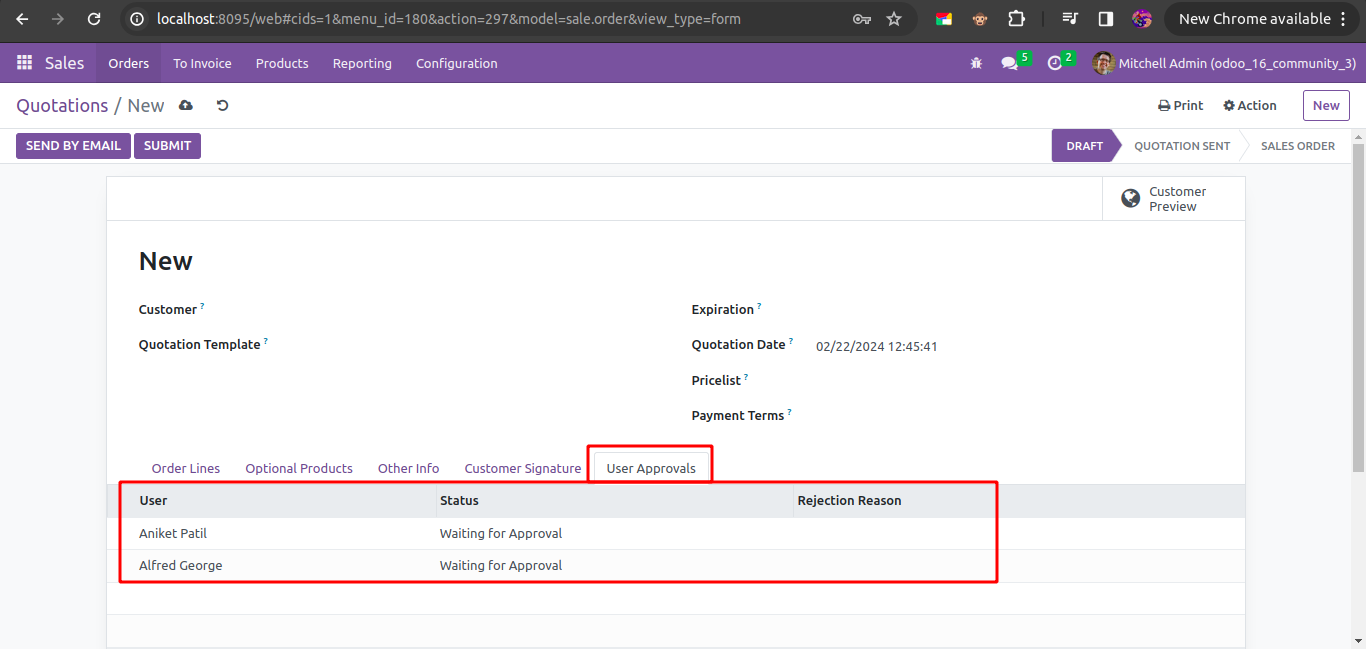 localhost:8095/web#cids=1&menu_id=180&action=297&model=sale.order&view_type=form
New Chrome available
Sales Orders To Invoice Products Reporting Configuration 5 2 Mitchell Admin (odoo_16_community_3)
Quotations / New Print Action New
SEND BY EMAIL SUBMIT DRAFT QUOTATION SENT SALES ORDER
Customer
Preview
New
Customer ? Expiration ?
Quotation Template ? Quotation Date ? 02/22/2024 12:45:41
Pricelist ?
Payment Terms ?
Order Lines Optional Products Other Info Customer Signature User Approvals
User Status Rejection Reason
Aniket Patil Waiting for Approval
Alfred George Waiting for Approval